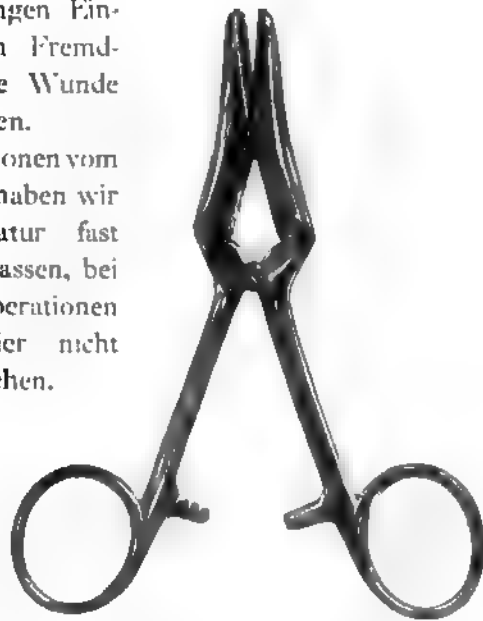 ngen Ein-
n Fremd-
e Wunde
en.
onen vom
haben wir
atur fast
assen, bei
perationen
ier nicht
ehen.